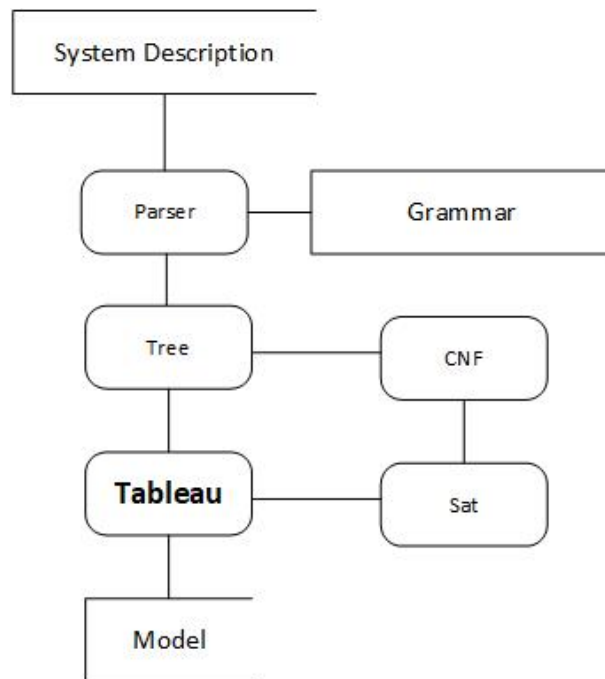 System Description
Parser
Grammar
Tree
CNF
Tableau
Sat
Model